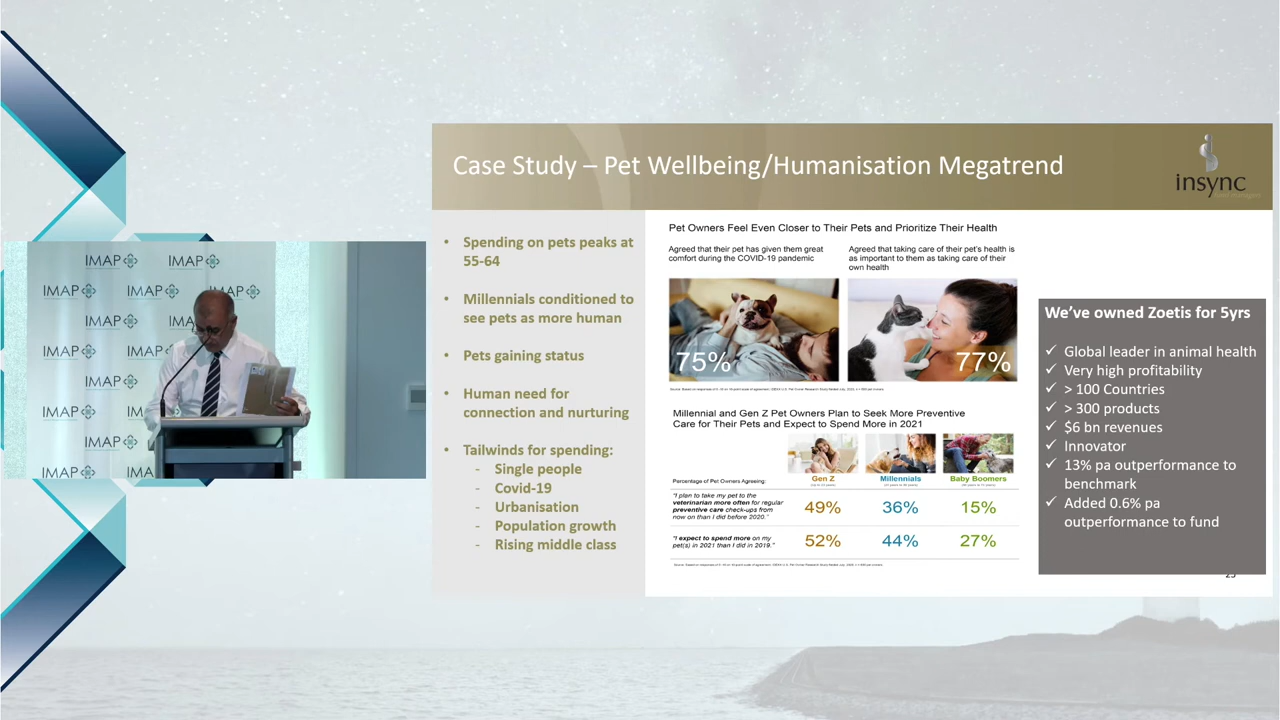 Case Study – Pet Wellbeing/Humanisation Megatrend
insync
• Spending on pets peaks at
55-64
• Millennials conditioned to
see pets as more human
• Pets gaining status
• Human need for
connection and nurturing
• Tailwinds for spending:
- Single people
- Covid-19
- Urbanisation
- Population growth
- Rising middle class
Pet Owners Feel Even Closer to Their Pets and Prioritize Their Health
Agreed that their pet has given them great
comfort during the COVID-19 pandemic
Agreed that taking care of their pet's health is
as important to them as taking care of their
own health
75%
77%
Millennial and Gen Z Pet Owners Plan to Seek More Preventive
Care for Their Pets and Expect to Spend More in 2021
Percentage of Pet Owners Agreeing:
Gen Z
Millennials
Baby Boomers
"I plan to take my pet to the
veterinarian more often for regular
preventive care check-ups from
now on than I did before 2020."
49%
36%
15%
"I expect to spend more on my
pet(s) in 2021 than I did in 2019."
52%
44%
27%
We've owned Zoetis for 5yrs
✓ Global leader in animal health
✓ Very high profitability
✓ > 100 Countries
✓ > 300 products
✓ $6 bn revenues
✓ Innovator
✓ 13% pa outperformance to
benchmark
✓ Added 0.6% pa
outperformance to fund
IMAP IMAP
IMAP IMAP
IMAP IMAP
IMAP
IMAP
IMAP
IMAP
IMAP
IMAP